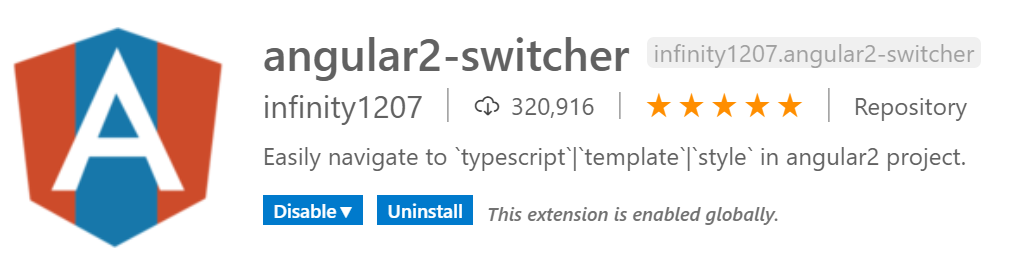 A
angular2-switcher infinity1207.angular2-switcher
infinity1207 320,916 Repository
Easily navigate to `typescript`|`template`|`style` in angular2 project.
Disable▼ Uninstall This extension is enabled globally.